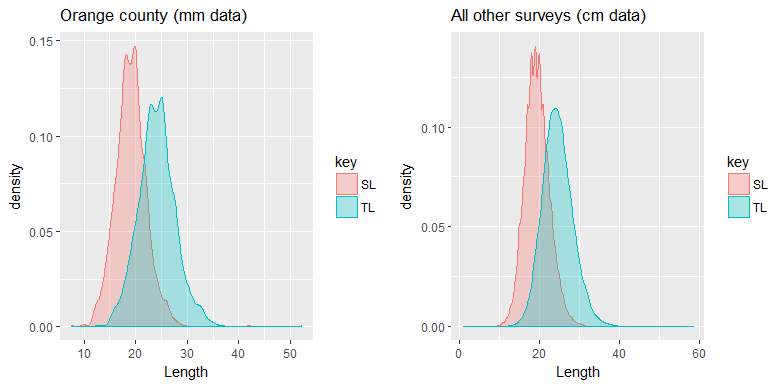 Orange county (mm data)
0.15
0.10
0.05
0.00
density
10 20 30 40 50
Length
key
SL
TL
All other surveys (cm data)
0.10
0.05
0.00
density
0 20 40 60
Length
key
SL
TL